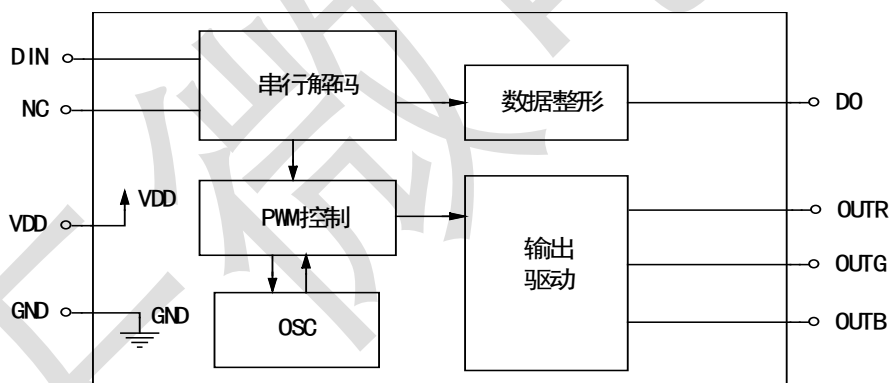 DIN
NC
串行解码
数据整形
DO
VDD
VDD
PWM控制
输出
驱动
OUTR
OUTG
OUTB
GND
GND
OSC